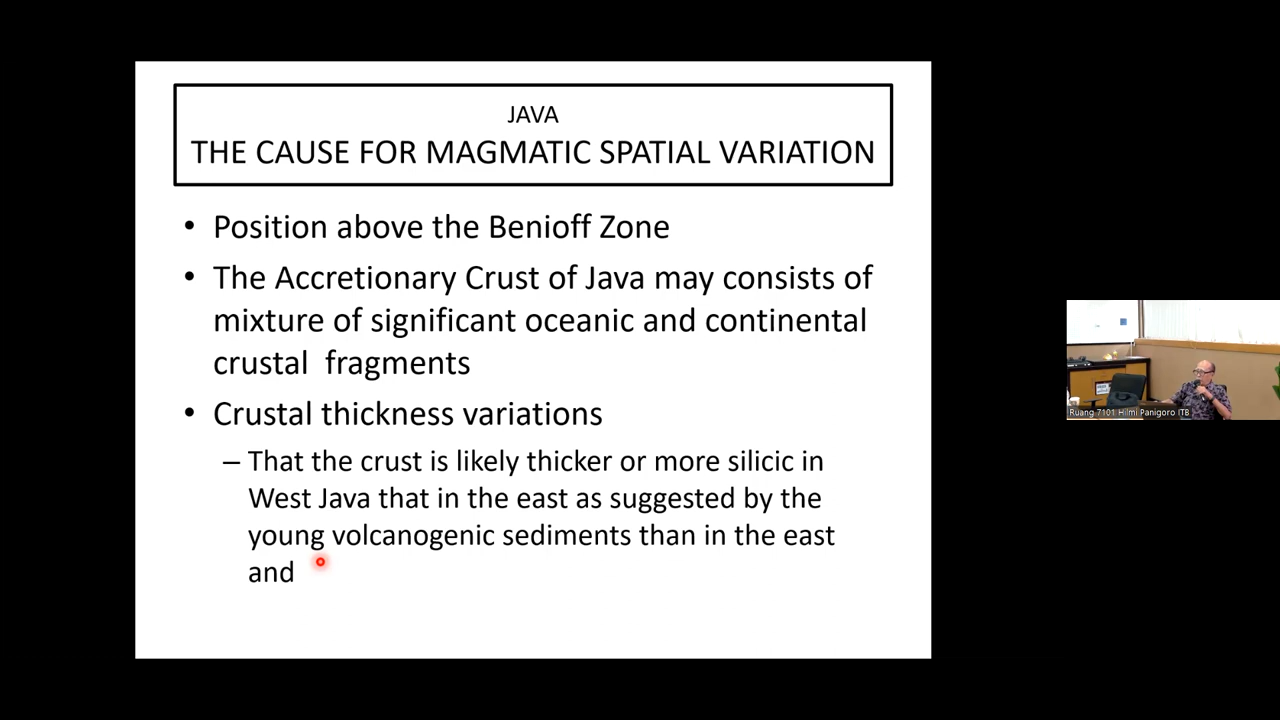 JAVA
THE CAUSE FOR MAGMATIC SPATIAL VARIATION
• Position above the Benioff Zone
• The Accretionary Crust of Java may consists of
mixture of significant oceanic and continental
crustal fragments
• Crustal thickness variations
– That the crust is likely thicker or more silicic in
West Java that in the east as suggested by the
young volcanogenic sediments than in the east
and
Ruang 7101 Hilmi Panigoro ITB